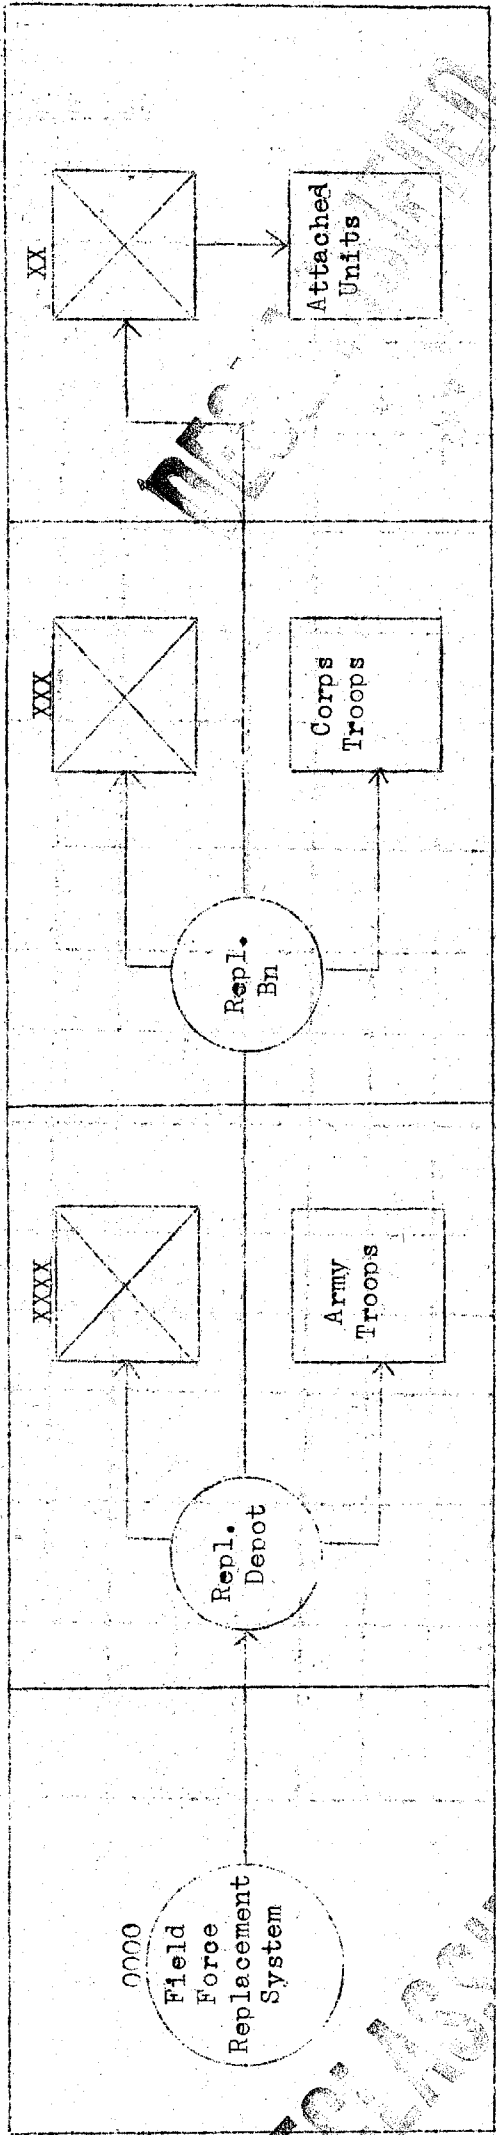 0000
Field
Force
Replacement
System
Repl.
Depot
XXXX
Army
Troops
Repl.
Bn
XXX
Corps
Troops
XX
Attached
Units